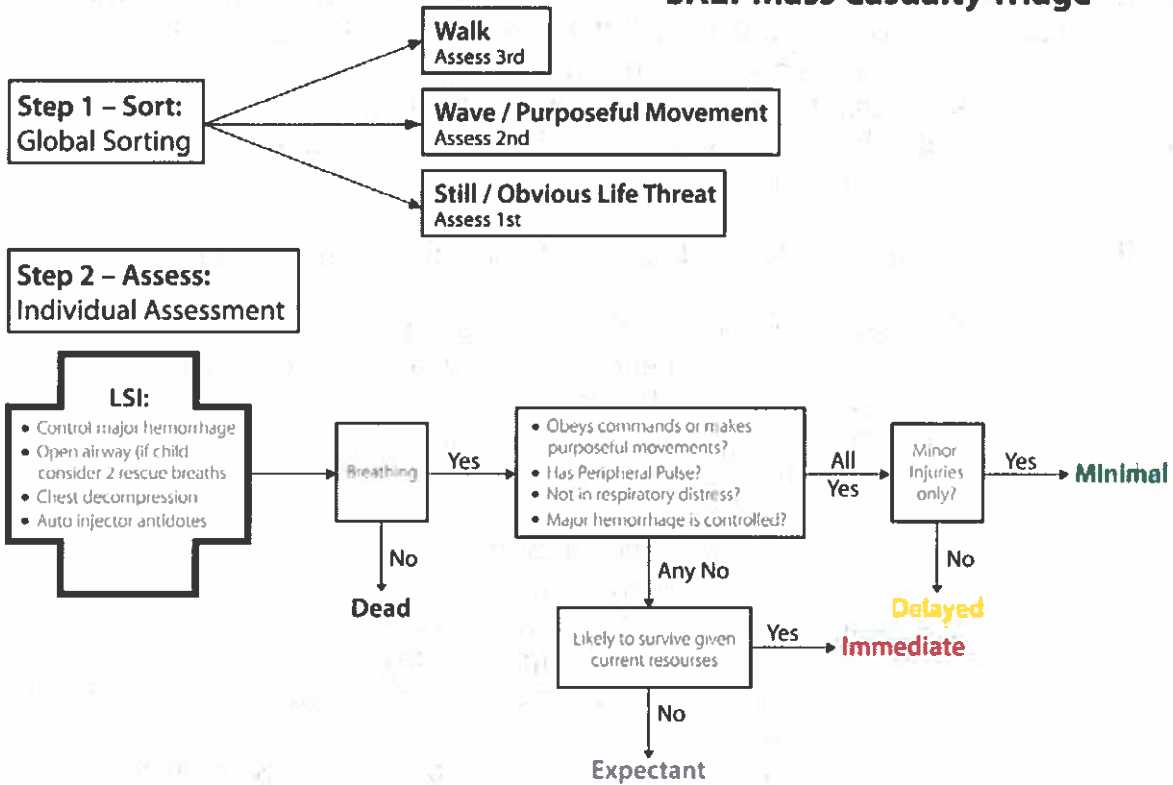 Mass Casualty Triage
Walk
Assess 3rd
Step 1 – Sort:
Global Sorting
Wave / Purposeful Movement
Assess 2nd
Still / Obvious Life Threat
Assess 1st
Step 2 – Assess:
Individual Assessment
LSI:
• Control major hemorrhage
• Open airway (if child
consider 2 rescue breaths
• Chest decompression
• Auto injector antidotes
Breathing
Yes
No
Dead
• Obeys commands or makes
purposeful movements?
• Has Peripheral Pulse?
• Not in respiratory distress?
• Major hemorrhage is controlled?
All
Yes
Minor
Injuries
only?
Yes
Minimal
No
Delayed
Any No
Likely to survive given
current resourses
Yes
Immediate
No
Expectant